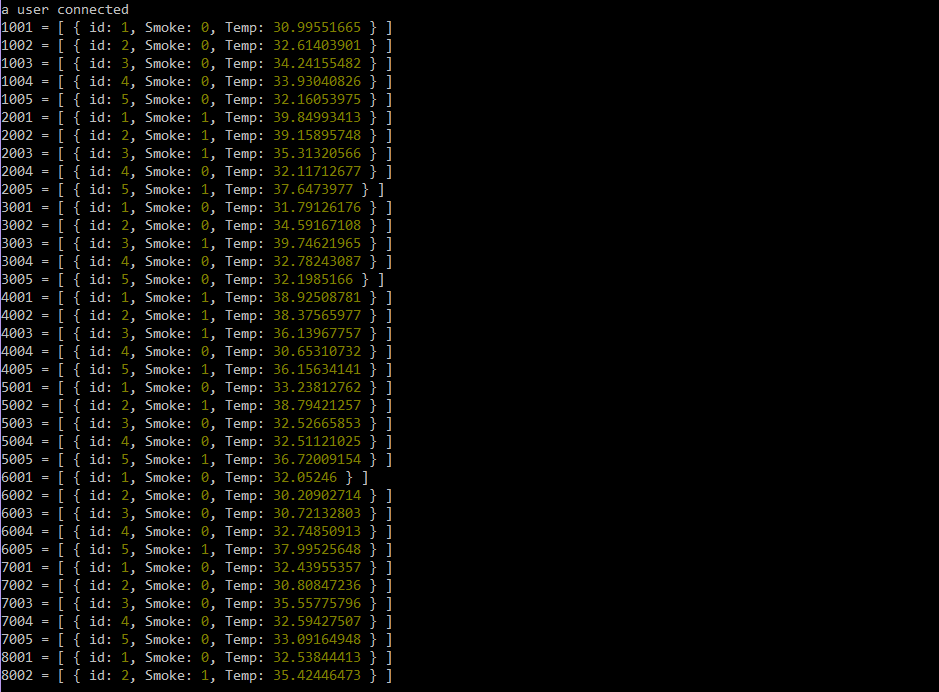 a user connected
1001 = [ { id: 1, Smoke: 0, Temp: 30.99551665 } ]
1002 = [ { id: 2, Smoke: 0, Temp: 32.61403901 } ]
1003 = [ { id: 3, Smoke: 0, Temp: 34.24155482 } ]
1004 = [ { id: 4, Smoke: 0, Temp: 33.93040826 } ]
1005 = [ { id: 5, Smoke: 0, Temp: 32.16053975 } ]
2001 = [ { id: 1, Smoke: 1, Temp: 39.84993413 } ]
2002 = [ { id: 2, Smoke: 1, Temp: 39.15895748 } ]
2003 = [ { id: 3, Smoke: 1, Temp: 35.31320566 } ]
2004 = [ { id: 4, Smoke: 0, Temp: 32.11712677 } ]
2005 = [ { id: 5, Smoke: 1, Temp: 37.6473977 } ]
3001 = [ { id: 1, Smoke: 0, Temp: 31.79126176 } ]
3002 = [ { id: 2, Smoke: 0, Temp: 34.59167108 } ]
3003 = [ { id: 3, Smoke: 1, Temp: 39.74621965 } ]
3004 = [ { id: 4, Smoke: 0, Temp: 32.78243087 } ]
3005 = [ { id: 5, Smoke: 0, Temp: 32.1985166 } ]
4001 = [ { id: 1, Smoke: 1, Temp: 38.92508781 } ]
4002 = [ { id: 2, Smoke: 1, Temp: 38.37565977 } ]
4003 = [ { id: 3, Smoke: 1, Temp: 36.13967757 } ]
4004 = [ { id: 4, Smoke: 0, Temp: 30.65310732 } ]
4005 = [ { id: 5, Smoke: 1, Temp: 36.15634141 } ]
5001 = [ { id: 1, Smoke: 0, Temp: 33.23812762 } ]
5002 = [ { id: 2, Smoke: 1, Temp: 38.79421257 } ]
5003 = [ { id: 3, Smoke: 0, Temp: 32.52665853 } ]
5004 = [ { id: 4, Smoke: 0, Temp: 32.51121025 } ]
5005 = [ { id: 5, Smoke: 1, Temp: 36.72009154 } ]
6001 = [ { id: 1, Smoke: 0, Temp: 32.05246 } ]
6002 = [ { id: 2, Smoke: 0, Temp: 30.20902714 } ]
6003 = [ { id: 3, Smoke: 0, Temp: 30.72132803 } ]
6004 = [ { id: 4, Smoke: 0, Temp: 32.74850913 } ]
6005 = [ { id: 5, Smoke: 1, Temp: 37.99525648 } ]
7001 = [ { id: 1, Smoke: 0, Temp: 32.43955357 } ]
7002 = [ { id: 2, Smoke: 0, Temp: 30.80847236 } ]
7003 = [ { id: 3, Smoke: 0, Temp: 35.55775796 } ]
7004 = [ { id: 4, Smoke: 0, Temp: 32.59427507 } ]
7005 = [ { id: 5, Smoke: 0, Temp: 33.09164948 } ]
8001 = [ { id: 1, Smoke: 0, Temp: 32.53844413 } ]
8002 = [ { id: 2, Smoke: 1, Temp: 35.42446473 } ]